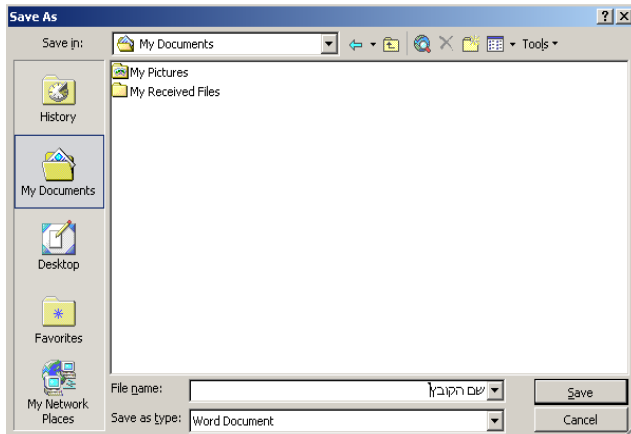 Save As
Save in:
My Documents
Tools
History
My Documents
Desktop
Favorites
My Network
Places
My Pictures
My Received Files
File name:
שם הקובץ
Save
Save as type:
Word Document
Cancel